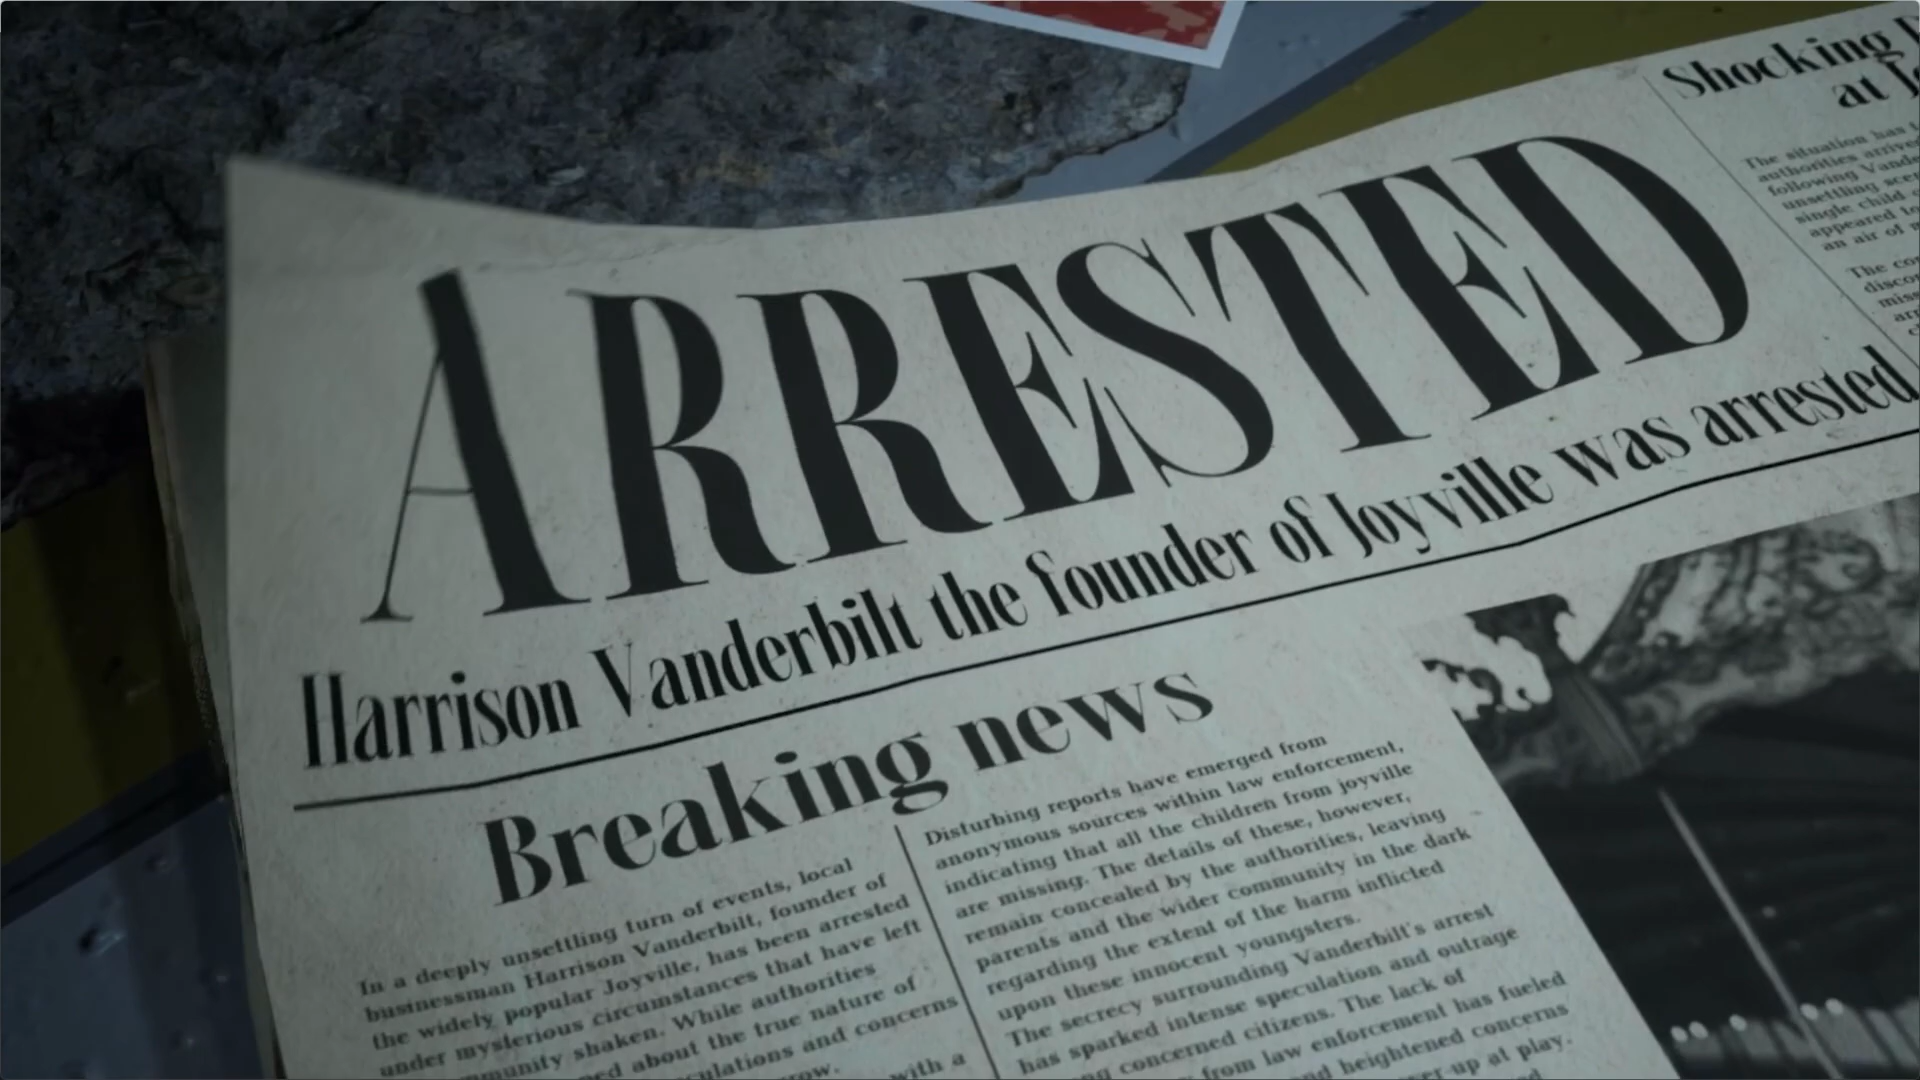 ARRESTED
Harrison Vanderbilt the founder of Joyville was arrested
Breaking news
In a deeply unsettling turn of events, local
businessman Harrison Vanderbilt, founder of
the widely popular Joyville, has been arrested
under mysterious circumstances that have left
shaken. While authorities
about the true nature of
and concerns
with a
Disturbing reports have emerged from
anonymous sources within law enforcement,
indicating that all the children from joyville
are missing. The details of these, however,
remain concealed by the authorities, leaving
parents and the wider community in the dark
regarding the extent of the harm inflicted
upon these innocent youngsters.
The secrecy surrounding Vanderbilt's arrest
has sparked intense speculation and outrage
concerned citizens. The lack of
from law enforcement has fueled
heightened concerns
at play.
Shocking
at
The situation has
authorities
following
unsettling
single child
appeared
an air of
The